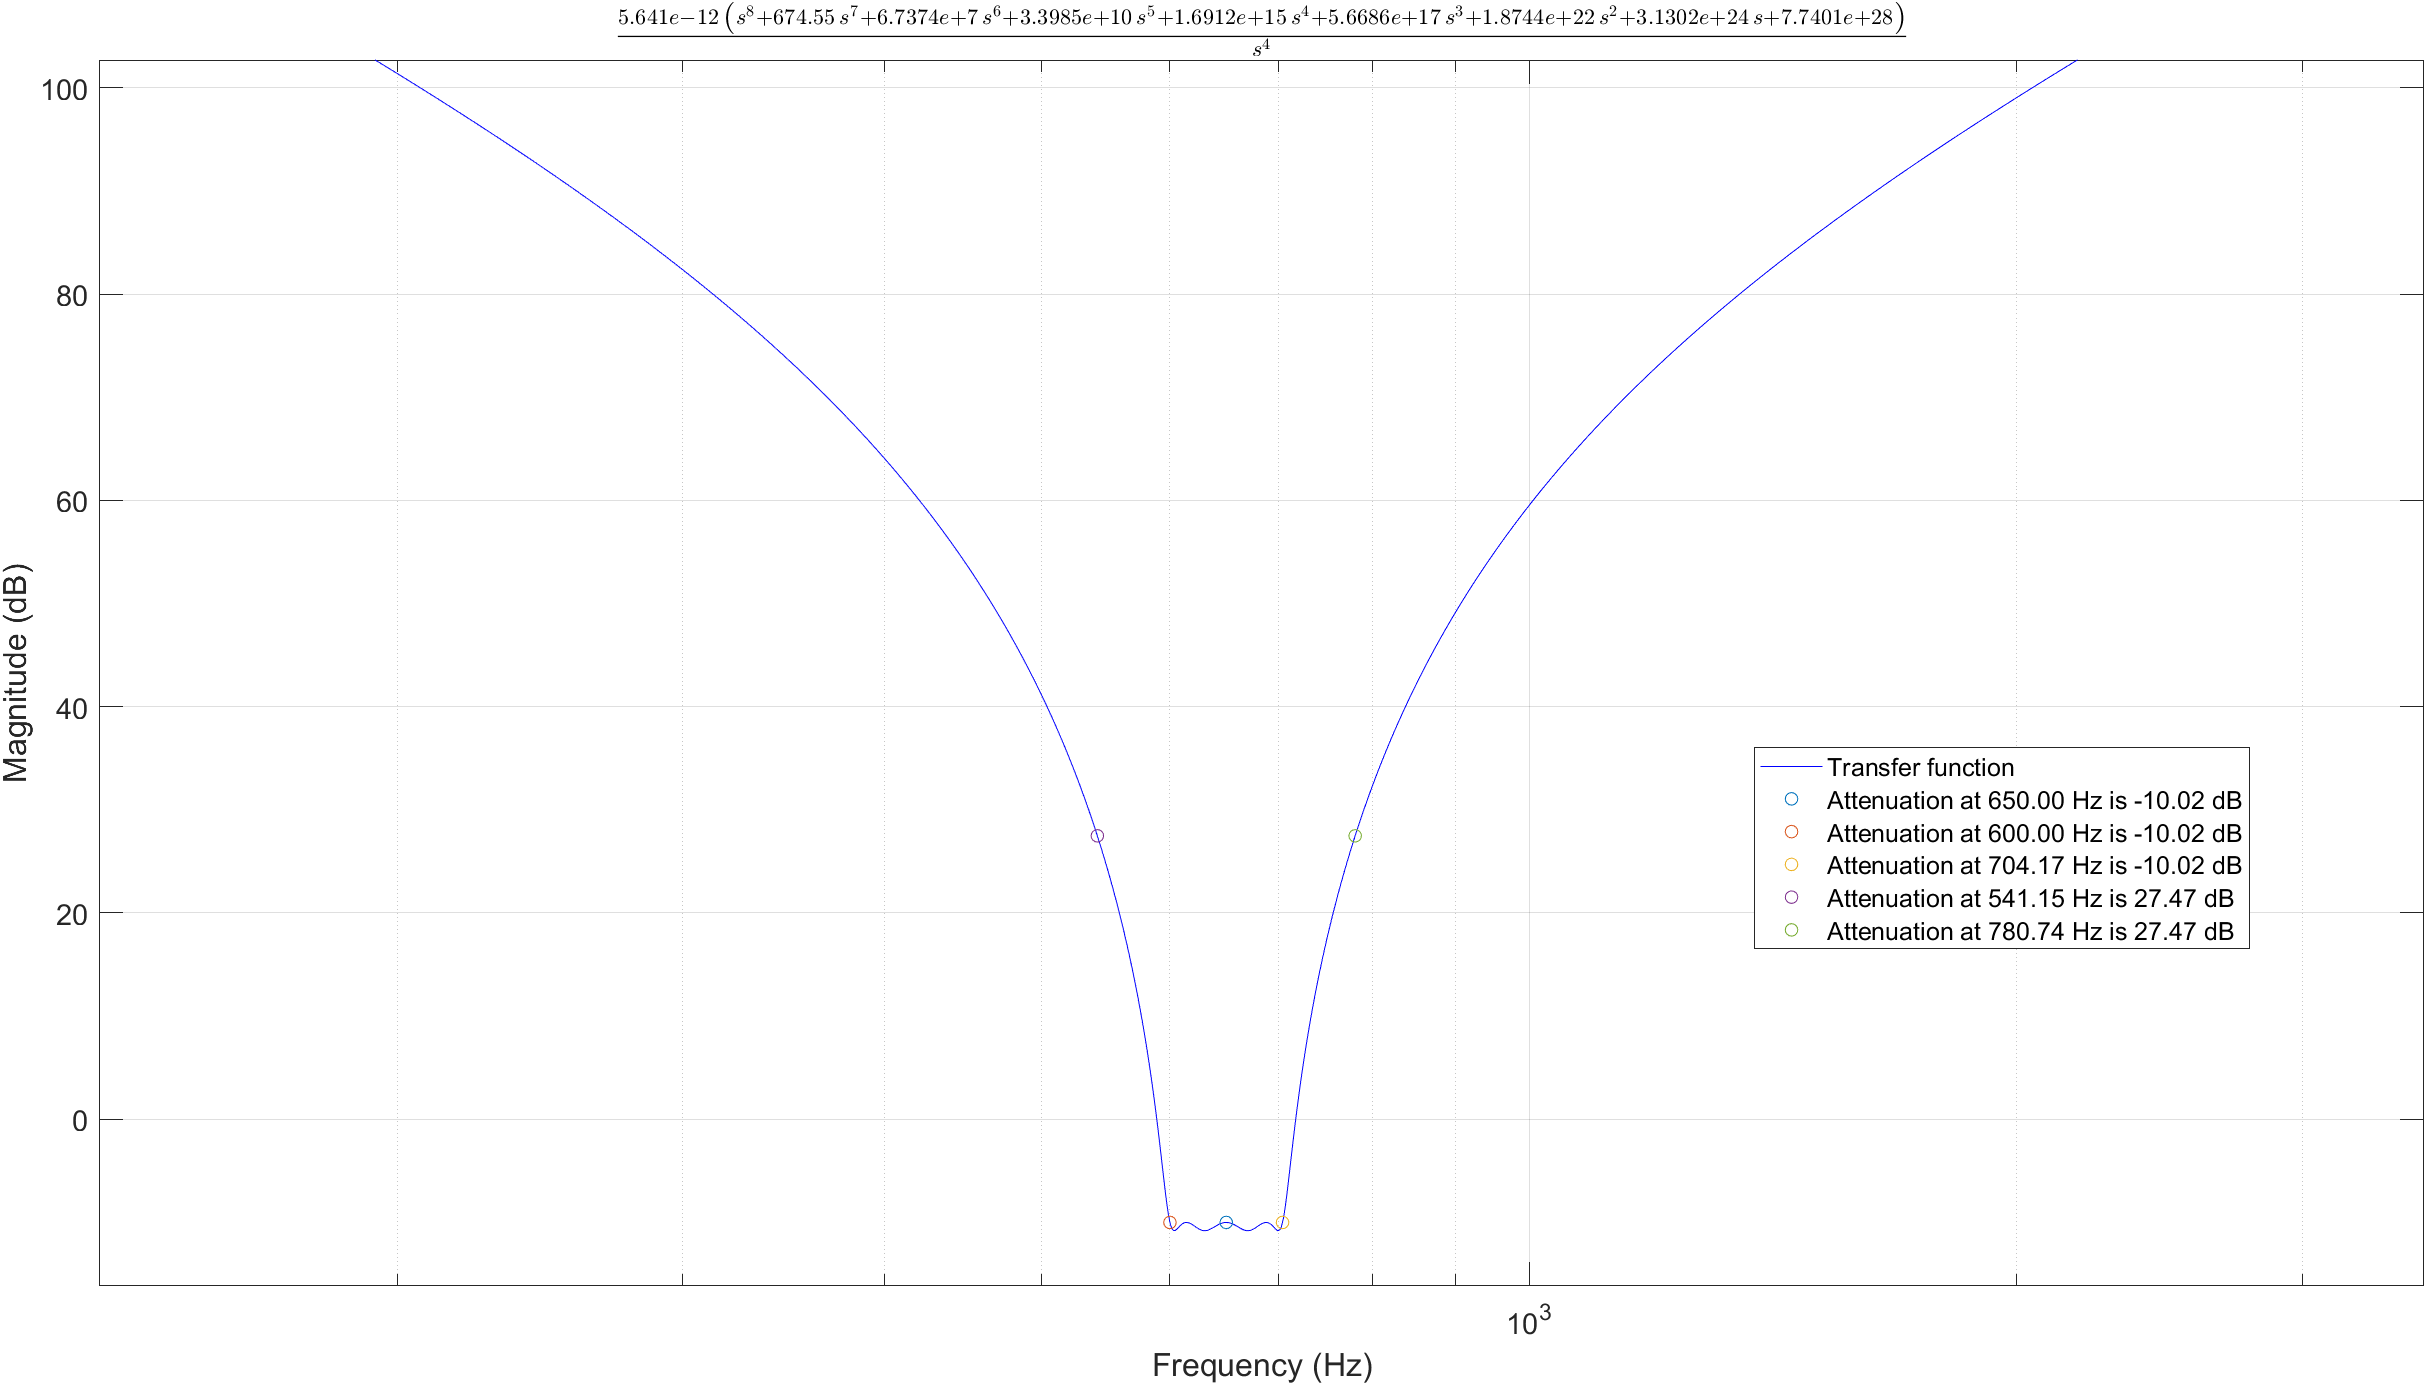 5.641e−12 (s^8+674.55 s^7+6.7374e+7 s^6+3.3985e+10 s^5+1.6912e+15 s^4+5.6686e+17 s^3+1.8744e+22 s^2+3.1302e+24 s+7.7401e+28)
s^4
100
80
60
40
20
0
Magnitude (dB)
Transfer function
Attenuation at 650.00 Hz is -10.02 dB
Attenuation at 600.00 Hz is -10.02 dB
Attenuation at 704.17 Hz is -10.02 dB
Attenuation at 541.15 Hz is 27.47 dB
Attenuation at 780.74 Hz is 27.47 dB
10^3
Frequency (Hz)